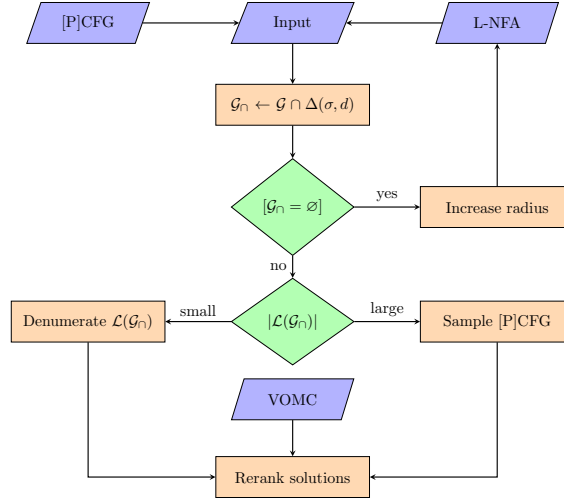 [P]CFG
Input
L-NFA
𝒢∩ ← 𝒢 ∩ Δ(σ, d)
[𝒢∩ = ∅]
yes
Increase radius
no
Denumerate ℒ(𝒢∩)
small
|ℒ(𝒢∩)|
large
Sample [P]CFG
VOMC
Rerank solutions